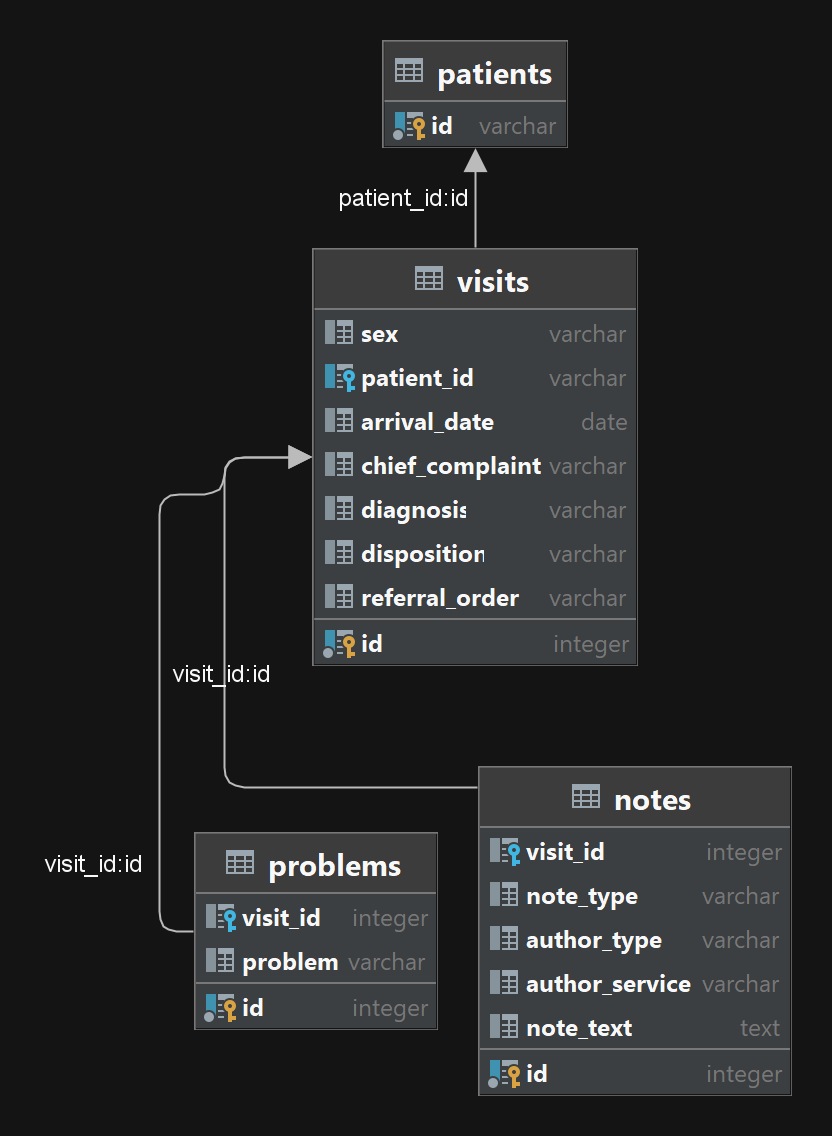 patients
id varchar
patient_id:id
visits
sex varchar
patient_id varchar
arrival_date date
chief_complaint varchar
diagnosis varchar
disposition varchar
referral_order varchar
id integer
visit_id:id
notes
visit_id integer
note_type varchar
author_type varchar
author_service varchar
note_text text
id integer
visit_id:id
problems
visit_id integer
problem varchar
id integer